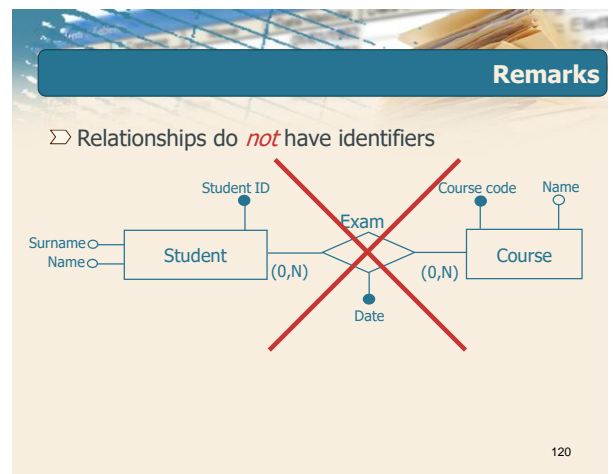 Remarks
Relationships do not have identifiers
Student ID
Course code
Name
Exam
Surname
Name
Student
Course
(0,N)
(0,N)
Date
120